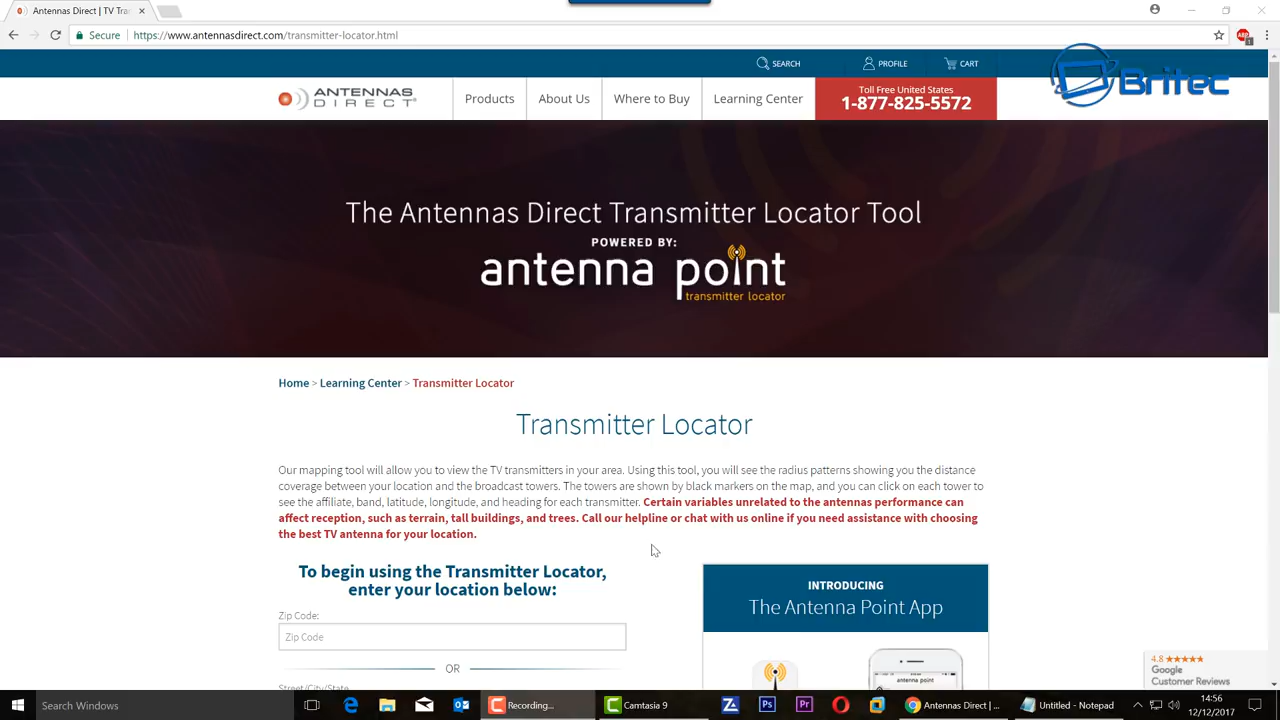 Antennas Direct | TV Tra
Secure
https://www.antennasdirect.com/transmitter-locator.html
ABP
1
SEARCH
PROFILE
CART
Britec
ANTENNAS
DIRECT
Products
About Us
Where to Buy
Learning Center
Toll Free United States
1-877-825-5572
The Antennas Direct Transmitter Locator Tool
POWERED BY:
antenna point
transmitter locator
Home > Learning Center > Transmitter Locator
Transmitter Locator
Our mapping tool will allow you to view the TV transmitters in your area. Using this tool, you will see the radius patterns showing you the distance
coverage between your location and the broadcast towers. The towers are shown by black markers on the map, and you can click on each tower to
see the affiliate, band, latitude, longitude, and heading for each transmitter. Certain variables unrelated to the antennas performance can
affect reception, such as terrain, tall buildings, and trees. Call our helpline or chat with us online if you need assistance with choosing
the best TV antenna for your location.
To begin using the Transmitter Locator,
enter your location below:
Zip Code:
Zip Code
OR
Street/City/State
INTRODUCING
The Antenna Point App
antenna point
4.8 ★★★★★
Google
Customer Reviews
Search Windows
Recording...
Camtasia 9
Ps
Pr
Antennas Direct | ...
Untitled - Notepad
14:56
12/12/2017